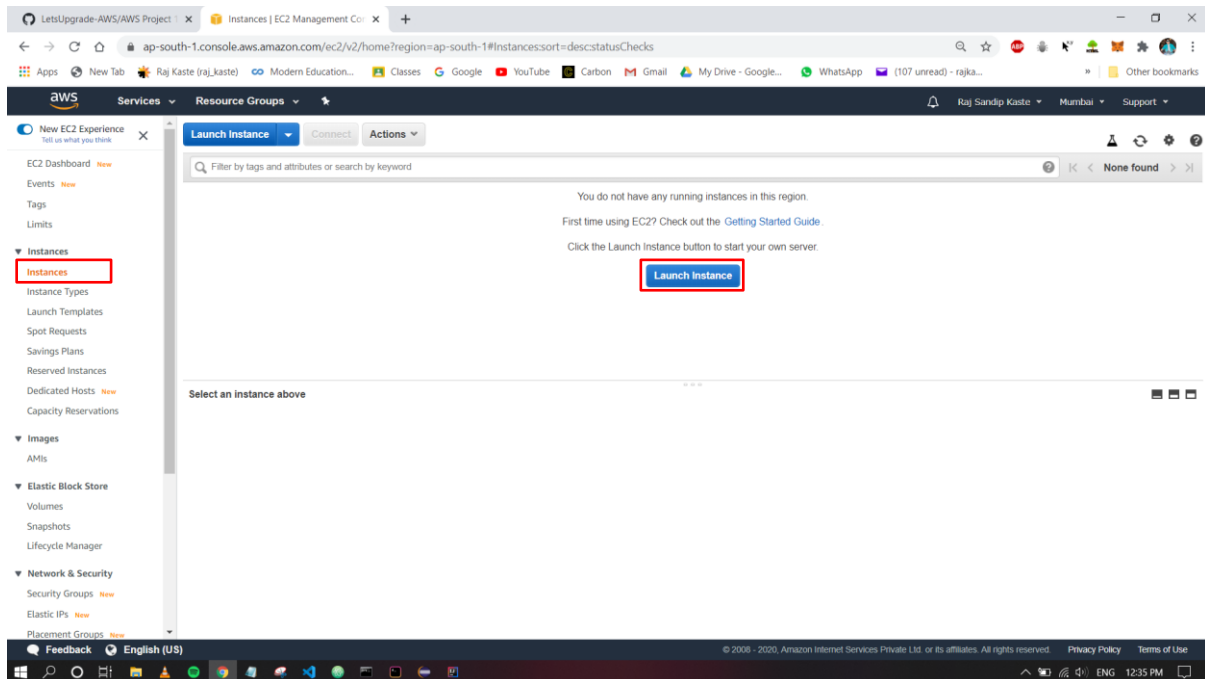 LetsUpgrade-AWS/AWS Project
Instances | EC2 Management Co
ap-south-1.console.aws.amazon.com/ec2/v2/home?region=ap-south-1#Instances:sort=desc:statusChecks
ABP
Apps New Tab Raj Kaste (raj_kaste) Modern Education... Classes Google YouTube Carbon Gmail My Drive - Google... WhatsApp (107 unread) - rajka... » Other bookmarks
aws Services Resource Groups Raj Sandip Kaste Mumbai Support
New EC2 Experience
Tell us what you think
Launch Instance Connect Actions
EC2 Dashboard New
Filter by tags and attributes or search by keyword
None found
Events New
Tags
Limits
You do not have any running instances in this region.
First time using EC2? Check out the Getting Started Guide.
Click the Launch Instance button to start your own server.
Launch Instance
Instances
Instances
Instance Types
Launch Templates
Spot Requests
Savings Plans
Reserved Instances
Dedicated Hosts New
Capacity Reservations
Select an instance above
Images
AMIs
Elastic Block Store
Volumes
Snapshots
Lifecycle Manager
Network & Security
Security Groups New
Elastic IPs New
Placement Groups New
Feedback English (US) © 2008 - 2020, Amazon Internet Services Private Ltd. or its affiliates. All rights reserved. Privacy Policy Terms of Use
ENG 12:35 PM